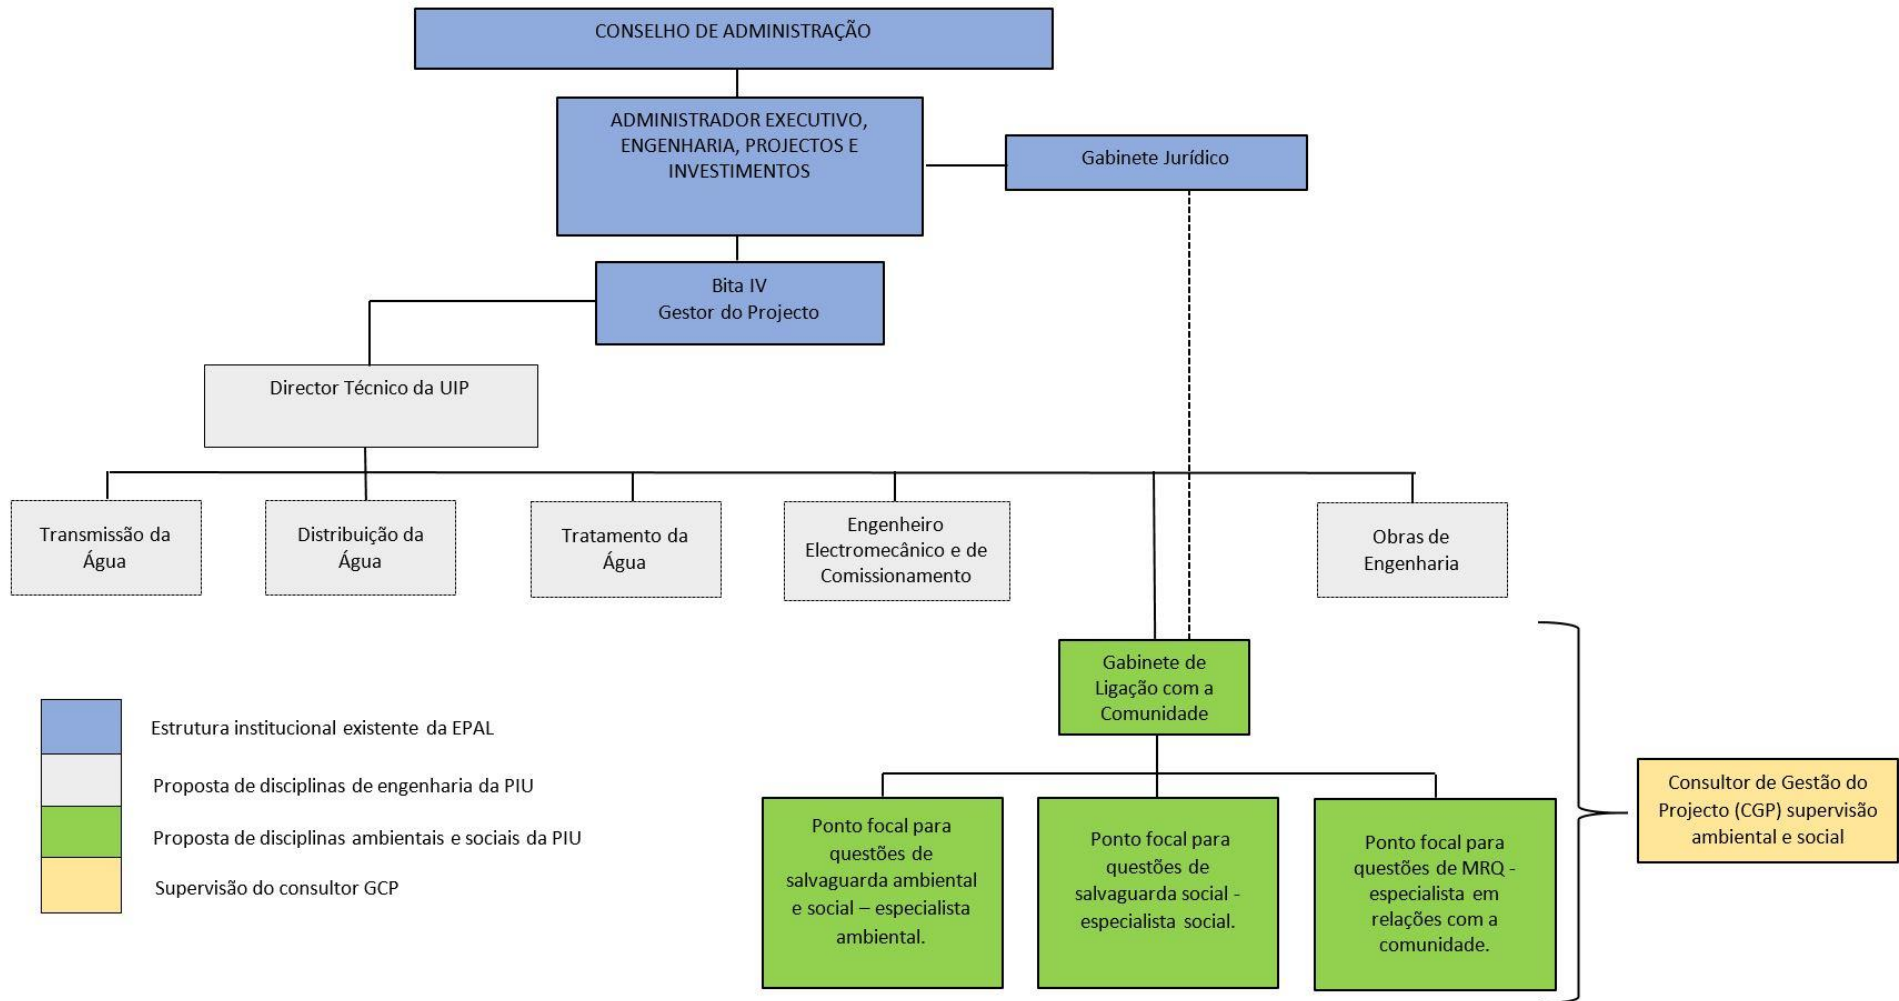 CONSELHO DE ADMINISTRAÇÃO
ADMINISTRADOR EXECUTIVO,
ENGENHARIA, PROJECTOS E
INVESTIMENTOS
Gabinete Jurídico
Bita IV
Gestor do Projecto
Director Técnico da UIP
Transmissão da
Água
Distribuição da
Água
Tratamento da
Água
Engenheiro
Electromecânico e de
Comissionamento
Obras de
Engenharia
Gabinete de
Ligação com a
Comunidade
Estrutura institucional existente da EPAL
Proposta de disciplinas de engenharia da PIU
Proposta de disciplinas ambientais e sociais da PIU
Supervisão do consultor GCP
Ponto focal para
questões de
salvaguarda ambiental
e social – especialista
ambiental.
Ponto focal para
questões de
salvaguarda social -
especialista social.
Ponto focal para
questões de MRQ -
especialista em
relações com a
comunidade.
Consultor de Gestão do
Projecto (CGP) supervisão
ambiental e social